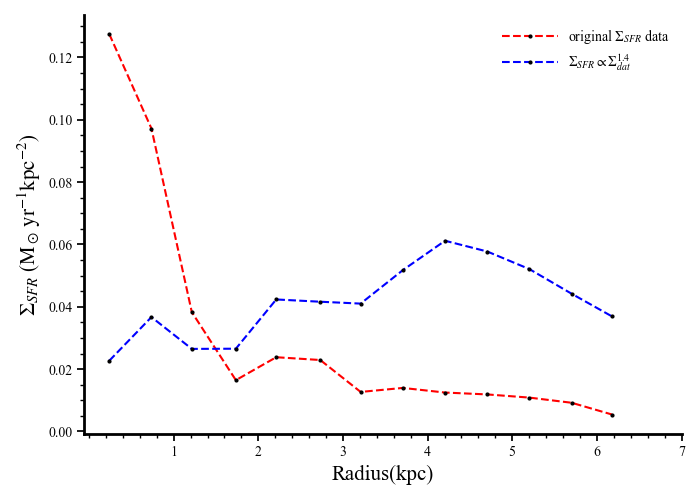 original Σ_SFR data
Σ_SFR ∝ Σ_dat^1.4
0.12
0.10
0.08
0.06
0.04
0.02
0.00
Σ_SFR (M_⊙ yr⁻¹kpc⁻²)
1 2 3 4 5 6 7
Radius(kpc)